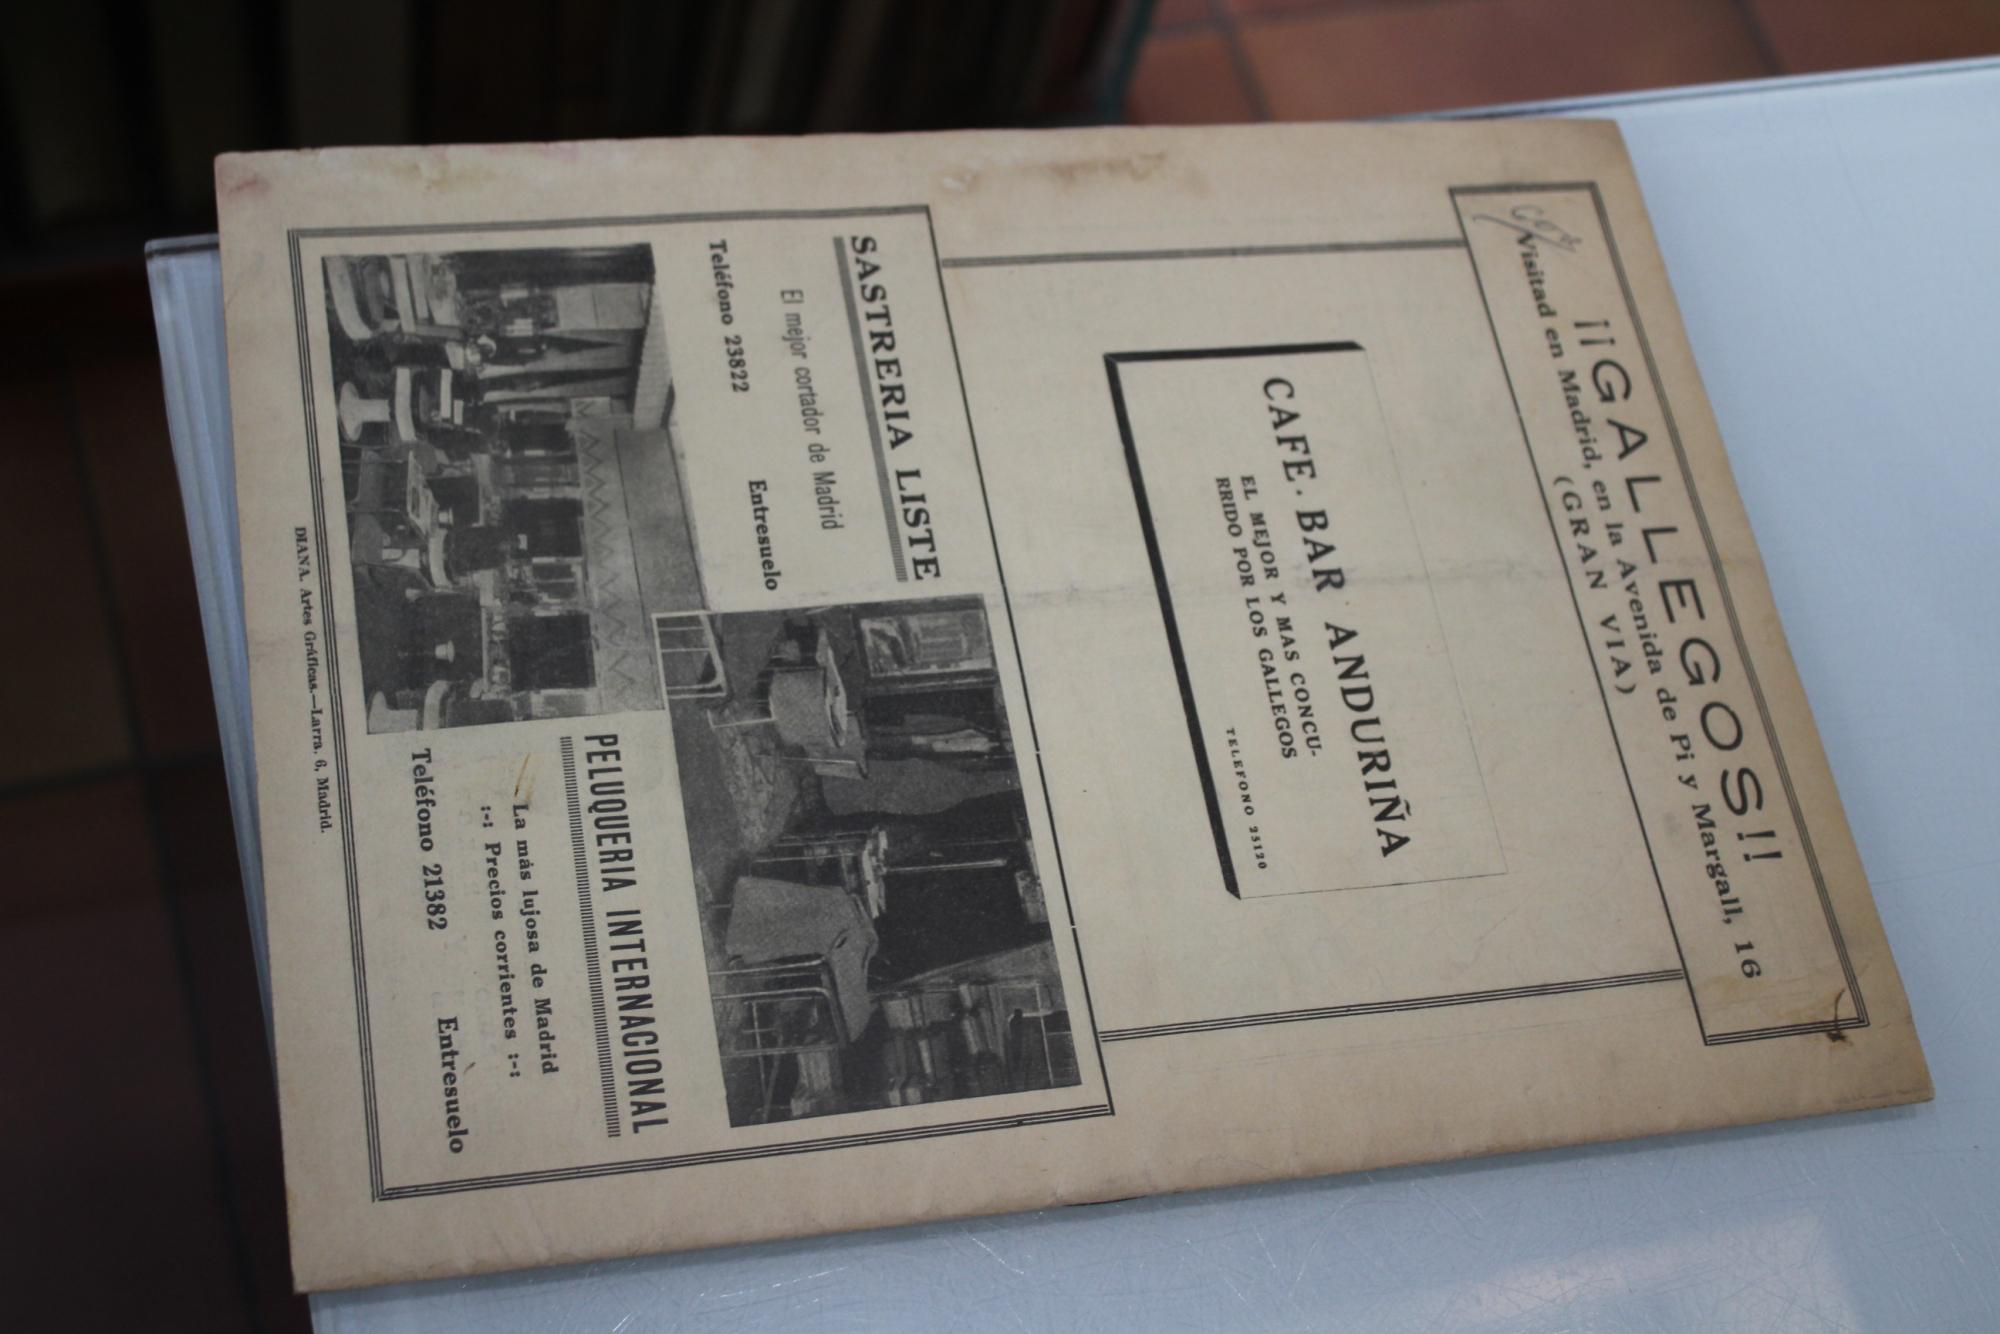 ¡¡GALLEGOS!!
Visitad en Madrid, en la Avenida de Pi y Margall, 16
(GRAN VIA)
CAFE-BAR ANDURIÑA
EL MEJOR Y MAS CONCU-
RRIDO POR LOS GALLEGOS
TELEFONO 25120
SASTRERIA LISTE
El mejor cortador de Madrid
Teléfono 23822 Entresuelo
PELUQUERIA INTERNACIONAL
La más lujosa de Madrid
:-: Precios corrientes :-:
Teléfono 21382 Entresuelo
DIANA. Artes Gráficas.—Larra, 6, Madrid.